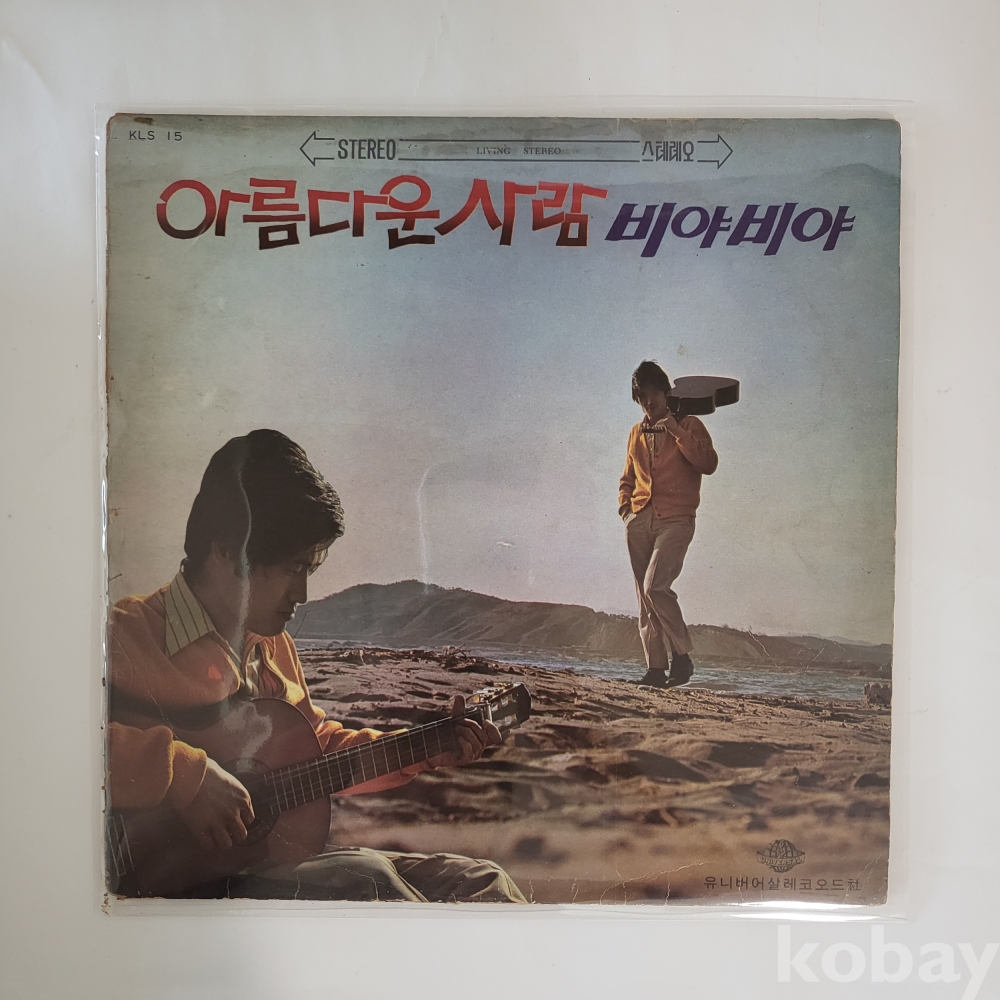 KLS 15
STEREO LIVING STEREO 스테레오
아름다운 사람 비야비야
UNIVERSAL
유니버어살레코오드社
kobay